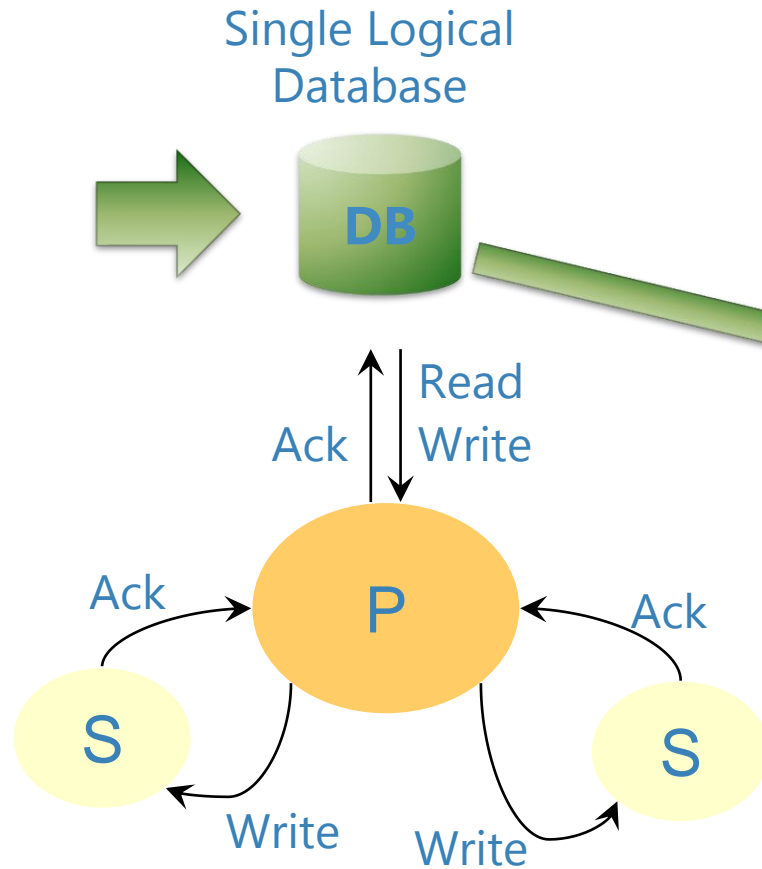 Single Logical
Database
DB
Read
Ack Write
P
Ack
Ack
S
S
Write
Write